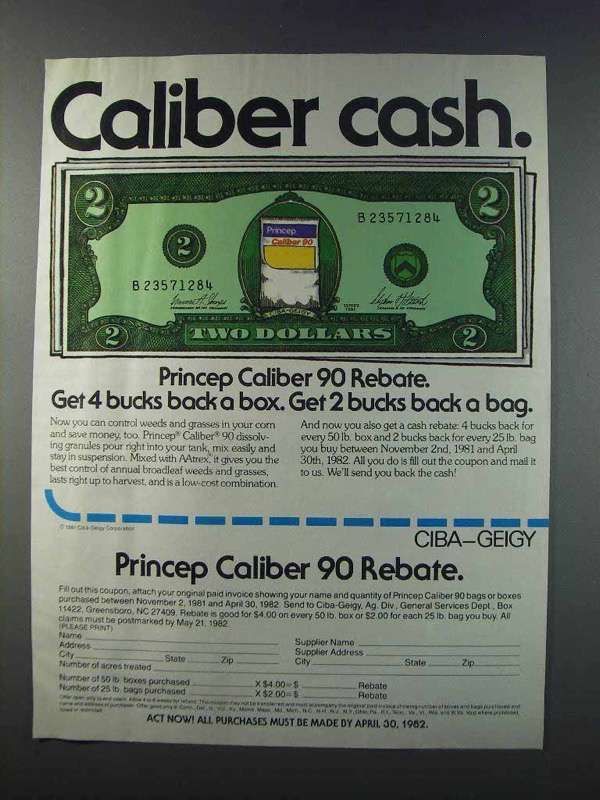 Caliber cash.
2 2
B 23571284
Princep
Caliber 90
2
B 23571284
CIBA-GEIGY
2 TWO DOLLARS 2
Princep Caliber 90 Rebate.
Get 4 bucks back a box. Get 2 bucks back a bag.
Now you can control weeds and grasses in your corn
and save money, too. Princep® Caliber® 90 dissolv-
ing granules pour right into your tank, mix easily and
stay in suspension. Mixed with AAtrex,® it gives you the
best control of annual broadleaf weeds and grasses,
lasts right up to harvest, and is a low-cost combination.
And now you also get a cash rebate: 4 bucks back for
every 50 lb. box and 2 bucks back for every 25 lb. bag
you buy between November 2nd, 1981 and April
30th, 1982. All you do is fill out the coupon and mail it
to us. We'll send you back the cash!
© 1981 Ciba-Geigy Corporation
CIBA–GEIGY
Princep Caliber 90 Rebate.
Fill out this coupon, attach your original paid invoice showing your name and quantity of Princep Caliber 90 bags or boxes
purchased between November 2, 1981 and April 30, 1982. Send to Ciba-Geigy, Ag. Div., General Services Dept., Box
11422, Greensboro, NC 27409. Rebate is good for $4.00 on every 50 lb. box or $2.00 for each 25 lb. bag you buy. All
claims must be postmarked by May 21, 1982.
(PLEASE PRINT)
Name
Address
City State Zip
Number of acres treated
Supplier Name
Supplier Address
City State Zip
Number of 50 lb. boxes purchased X $4.00 = $ Rebate
Number of 25 lb. bags purchased X $2.00 = $ Rebate
ACT NOW! ALL PURCHASES MUST BE MADE BY APRIL 30, 1982.